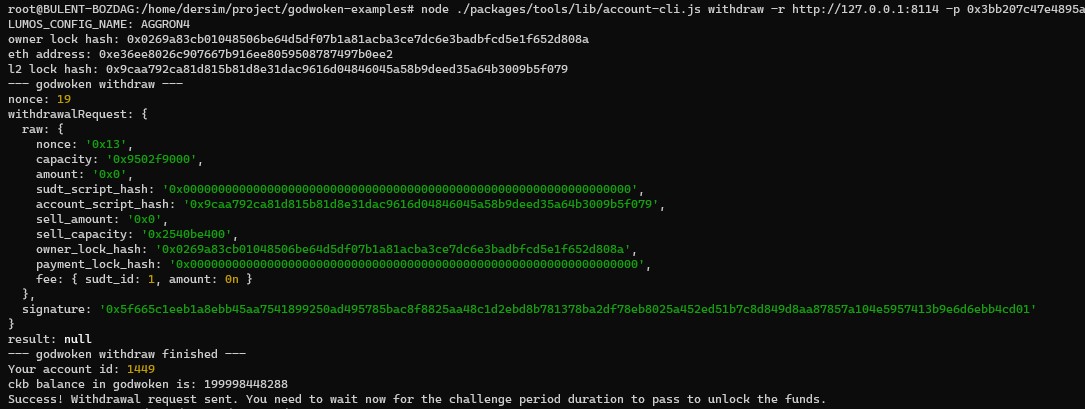 root@BULENT-BOZDAG:/home/dersim/project/godwoken-examples# node ./packages/tools/lib/account-cli.js withdraw -r http://127.0.0.1:8114 -p 0x3bb207c47e4895a
LUMOS_CONFIG_NAME: AGGRON4
owner lock hash: 0x0269a83cb01048506be64d5df07b1a81acba3ce7dc6e3badbfcd5e1f652d808a
eth address: 0xe36ee8026c907667b916ee8059508787497b0ee2
l2 lock hash: 0x9caa792ca81d815b81d8e31dac9616d04846045a58b9deed35a64b3009b5f079
--- godwoken withdraw ---
nonce: 19
withdrawalRequest: {
  raw: {
    nonce: '0x13',
    capacity: '0x9502f9000',
    amount: '0x0',
    sudt_script_hash: '0x0000000000000000000000000000000000000000000000000000000000000000',
    account_script_hash: '0x9caa792ca81d815b81d8e31dac9616d04846045a58b9deed35a64b3009b5f079',
    sell_amount: '0x0',
    sell_capacity: '0x2540be400',
    owner_lock_hash: '0x0269a83cb01048506be64d5df07b1a81acba3ce7dc6e3badbfcd5e1f652d808a',
    payment_lock_hash: '0x0000000000000000000000000000000000000000000000000000000000000000',
    fee: { sudt_id: 1, amount: 0n }
  },
  signature: '0x5f665c1eeb1a8ebb45aa7541899250ad495785bac8f8825aa48c1d2ebd8b781378ba2df78eb8025a452ed51b7c8d849d8aa87857a104e5957413b9e6d6ebb4cd01'
}
result: null
--- godwoken withdraw finished ---
Your account id: 1449
ckb balance in godwoken is: 199998448288
Success! Withdrawal request sent. You need to wait now for the challenge period duration to pass to unlock the funds.